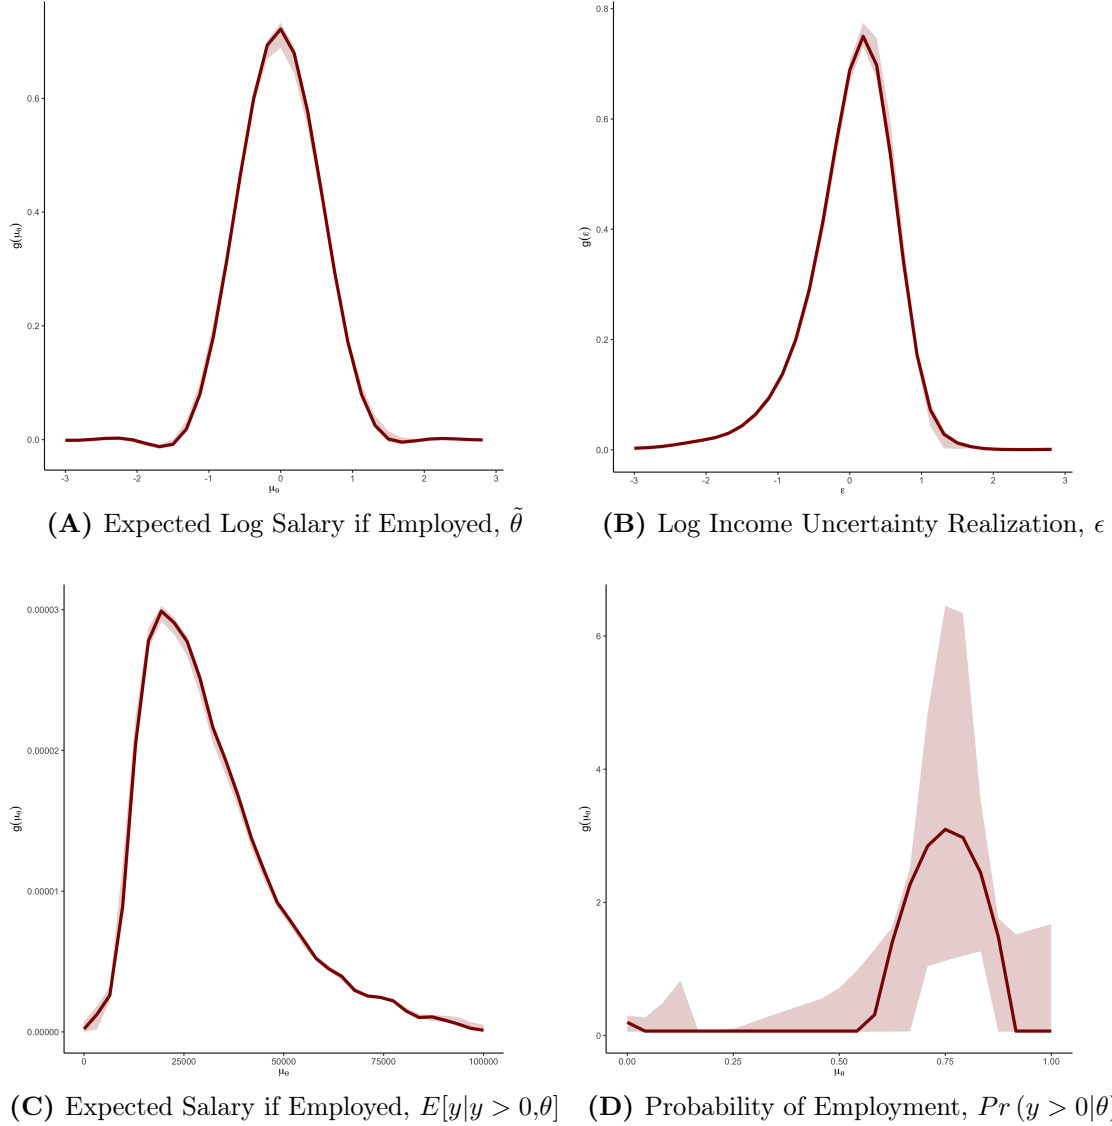 0.6
0.4
0.2
0.0
g(μθ)
-3 -2 -1 0 1 2 3
μθ
(A) Expected Log Salary if Employed, θ̃
0.8
0.6
0.4
0.2
0.0
g(ε)
-3 -2 -1 0 1 2 3
ε
(B) Log Income Uncertainty Realization, ϵ
0.00003
0.00002
0.00001
0.00000
g(μθ)
0 25000 50000 75000 100000
μθ
(C) Expected Salary if Employed, E[y|y > 0,θ]
6
4
2
0
g(μθ)
0.00 0.25 0.50 0.75 1.00
μθ
(D) Probability of Employment, Pr (y > 0|θ)